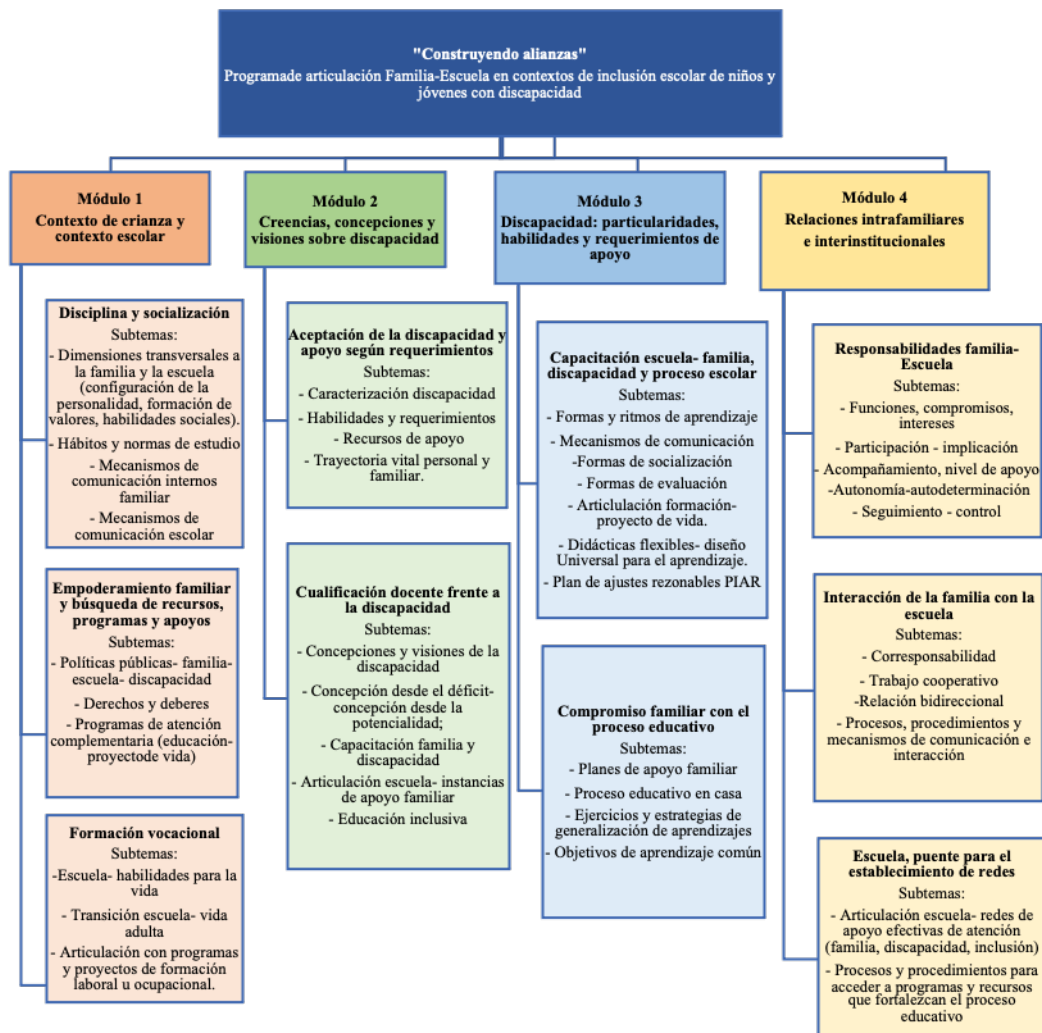 "Construyendo alianzas"
Programade articulación Familia-Escuela en contextos de inclusión escolar de niños y
jóvenes con discapacidad
Módulo 1
Contexto de crianza y
contexto escolar
Disciplina y socialización
Subtemas:
- Dimensiones transversales a
la familia y la escuela
(configuración de la
personalidad, formación de
valores, habilidades sociales).
- Hábitos y normas de estudio
- Mecanismos de
comunicación internos
familiar
- Mecanismos de
comunicación escolar
Empoderamiento familiar
y búsqueda de recursos,
programas y apoyos
Subtemas:
- Políticas públicas- familia-
escuela- discapacidad
- Derechos y deberes
- Programas de atención
complementaria (educación-
proyectode vida)
Formación vocacional
Subtemas:
-Escuela- habilidades para la
vida
- Transición escuela- vida
adulta
- Articulación con programas
y proyectos de formación
laboral u ocupacional.
Módulo 2
Creencias, concepciones y
visiones sobre discapacidad
Aceptación de la discapacidad y
apoyo según requerimientos
Subtemas:
- Caracterización discapacidad
- Habilidades y requerimientos
- Recursos de apoyo
- Trayectoria vital personal y
familiar.
Cualificación docente frente a
la discapacidad
Subtemas:
- Concepciones y visiones de la
discapacidad
- Concepción desde el déficit-
concepción desde la
potencialidad;
- Capacitación familia y
discapacidad
- Articulación escuela- instancias
de apoyo familiar
- Educación inclusiva
Módulo 3
Discapacidad: particularidades,
habilidades y requerimientos de
apoyo
Capacitación escuela- familia,
discapacidad y proceso escolar
Subtemas:
- Formas y ritmos de aprendizaje
- Mecanismos de comunicación
-Formas de socialización
- Formas de evaluación
- Articlulación formación-
proyecto de vida.
- Didácticas flexibles- diseño
Universal para el aprendizaje.
- Plan de ajustes rezonables PIAR
Compromiso familiar con el
proceso educativo
Subtemas:
- Planes de apoyo familiar
- Proceso educativo en casa
- Ejercicios y estrategias de
generalización de aprendizajes
- Objetivos de aprendizaje común
Módulo 4
Relaciones intrafamiliares
e interinstitucionales
Responsabilidades familia-
Escuela
Subtemas:
- Funciones, compromisos,
intereses
- Participación - implicación
- Acompañamiento, nivel de apoyo
-Autonomía-autodeterminación
- Seguimiento - control
Interacción de la familia con la
escuela
Subtemas:
- Corresponsabilidad
- Trabajo cooperativo
-Relación bidireccional
- Procesos, procedimientos y
mecanismos de comunicación e
interacción
Escuela, puente para el
establecimiento de redes
Subtemas:
- Articulación escuela- redes de
apoyo efectivas de atención
(familia, discapacidad, inclusión)
- Procesos y procedimientos para
acceder a programas y recursos
que fortalezcan el proceso
educativo